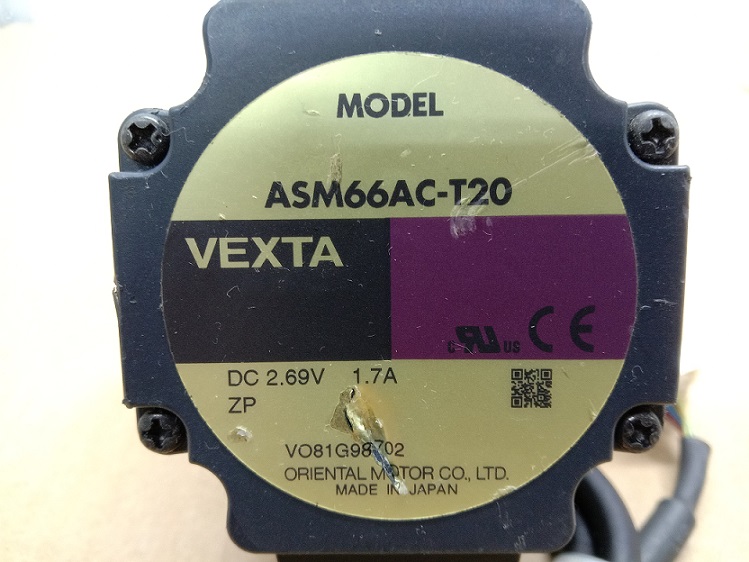 MODEL
ASM66AC-T20
VEXTA
c RU US CE
DC 2.69V 1.7A
ZP
VO81G98702
ORIENTAL MOTOR CO., LTD.
MADE IN JAPAN